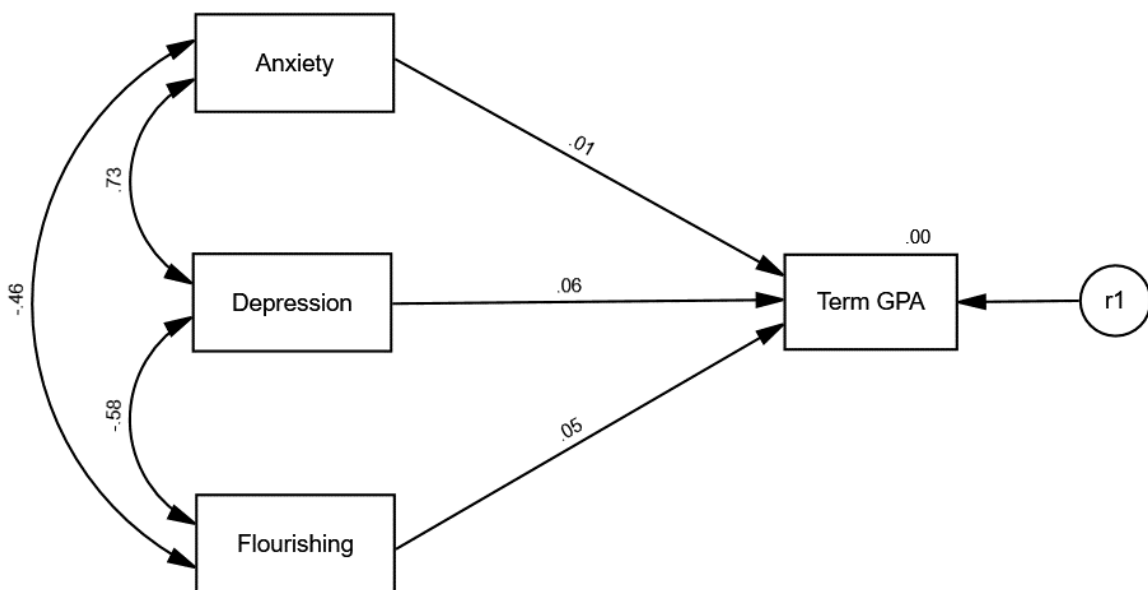 Anxiety
.01
.73
.00
-.46
Depression
.06
Term GPA
r1
-.58
.05
Flourishing